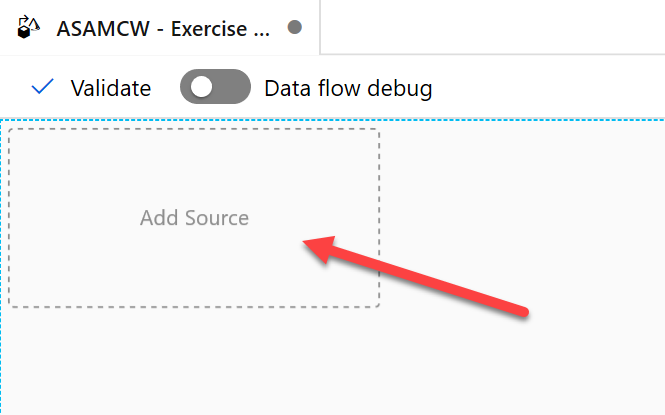 ASAMCW - Exercise ...
Validate
Data flow debug
Add Source